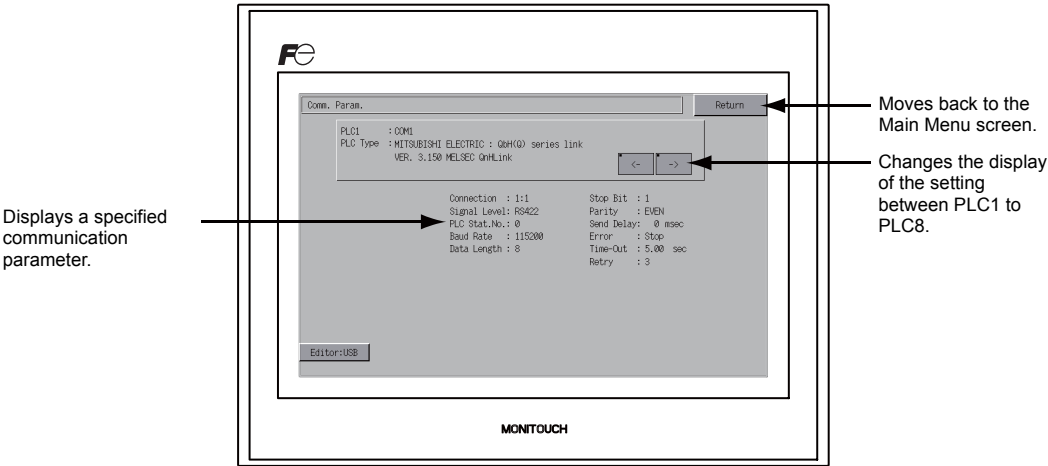 Fe
Comm. Param.
Return
PLC1 : COM1
PLC Type : MITSUBISHI ELECTRIC : QbH(Q) series link
VER. 3.150 MELSEC QnHLink
<- ->
Connection : 1:1
Signal Level: RS422
PLC Stat.No.: 0
Baud Rate : 115200
Data Length : 8
Stop Bit : 1
Parity : EVEN
Send Delay: 0 msec
Error : Stop
Time-Out : 5.00 sec
Retry : 3
Editor:USB
MONITOUCH
Displays a specified
communication
parameter.
Moves back to the
Main Menu screen.
Changes the display
of the setting
between PLC1 to
PLC8.